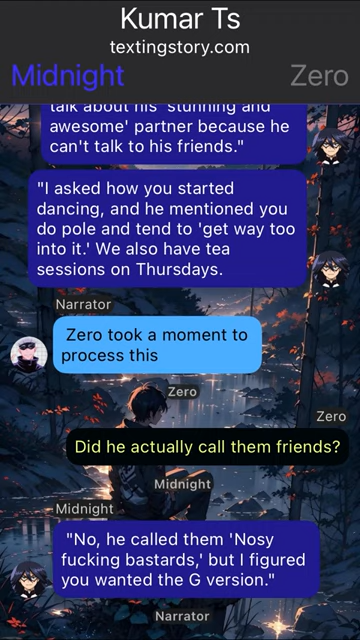 Kumar Ts
textingstory.com
Midnight
Zero
talk about his 'stunning and
awesome' partner because he
can't talk to his friends."
"I asked how you started
dancing, and he mentioned you
do pole and tend to 'get way too
into it.' We also have tea
sessions on Thursdays.
Narrator
Zero took a moment to
process this
Zero
Zero
Did he actually call them friends?
Midnight
Midnight
"No, he called them 'Nosy
fucking bastards,' but I figured
you wanted the G version."
Narrator